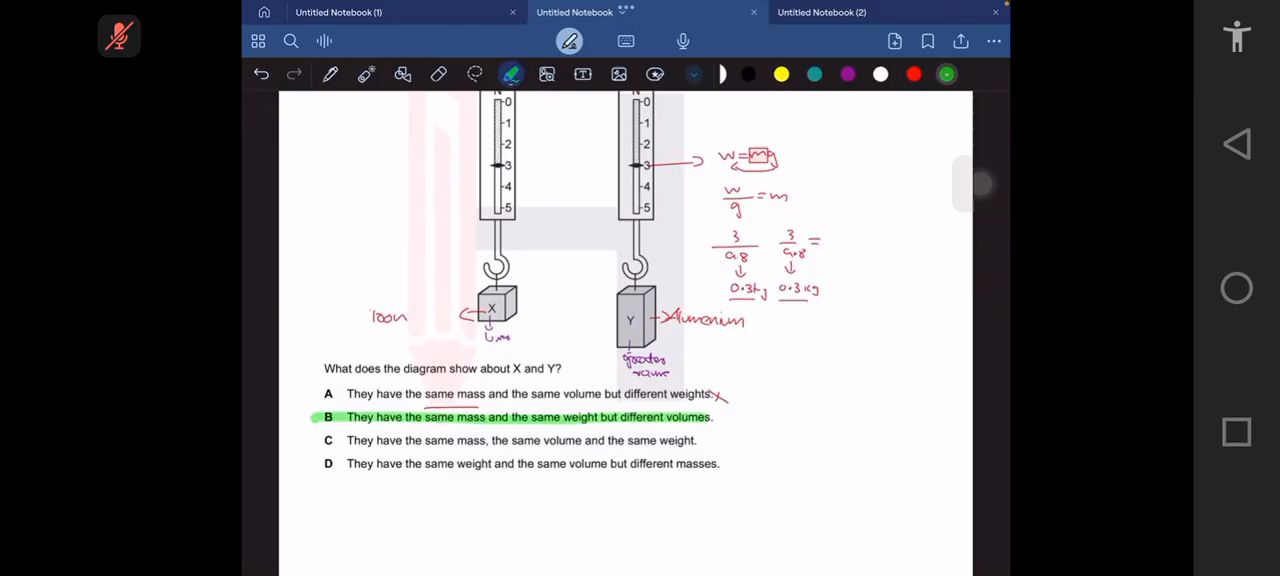 Untitled Notebook (1)
Untitled Notebook
Untitled Notebook (2)
N
N
0
0
1
1
2
2
3
3
4
4
5
5
w = mg
w/g = m
3/9.8
3/9.8 =
0.3kg
0.3kg
X
Y
Iron
Alumenium
less
greater
What does the diagram show about X and Y?
A They have the same mass and the same volume but different weights.
B They have the same mass and the same weight but different volumes.
C They have the same mass, the same volume and the same weight.
D They have the same weight and the same volume but different masses.